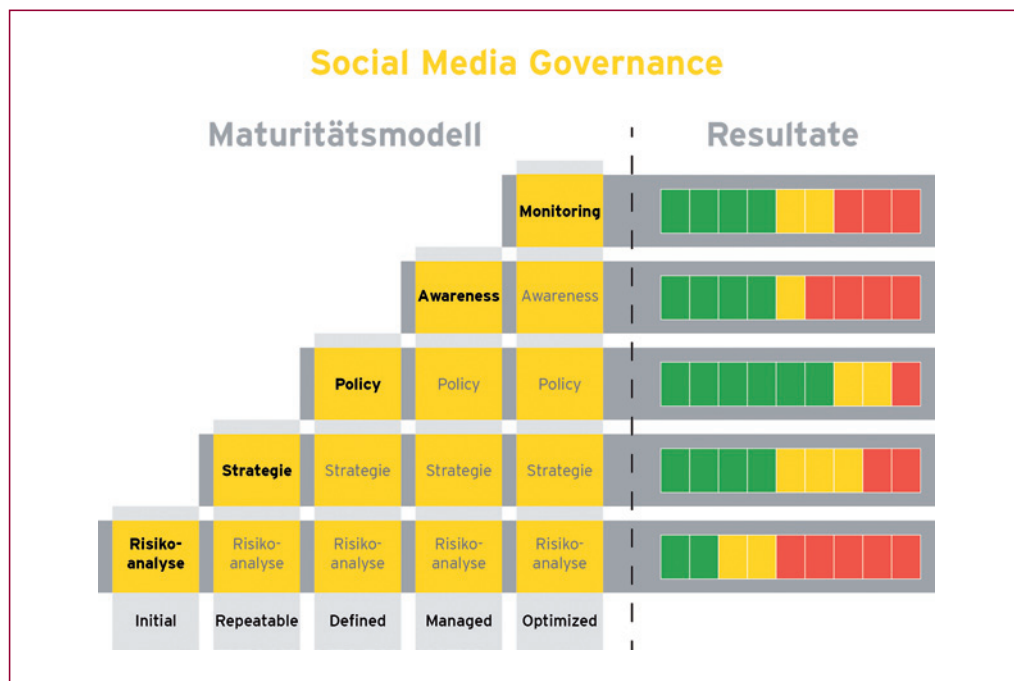 Social Media Governance
Maturitätsmodell
Resultate
Monitoring
Awareness Awareness
Policy Policy Policy
Strategie Strategie Strategie Strategie
Risiko- Risiko- Risiko- Risiko- Risiko-
analyse analyse analyse analyse analyse
Initial Repeatable Defined Managed Optimized